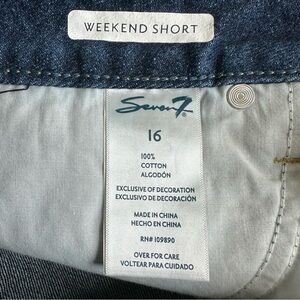 WEEKEND SHORT
Seven7®
16
100%
COTTON
ALGODÓN
EXCLUSIVE OF DECORATION
EXCLUSIVO DE DECORACIÓN
MADE IN CHINA
HECHO EN CHINA
RN# 109890
OVER FOR CARE
VOLTEAR PARA CUIDADO